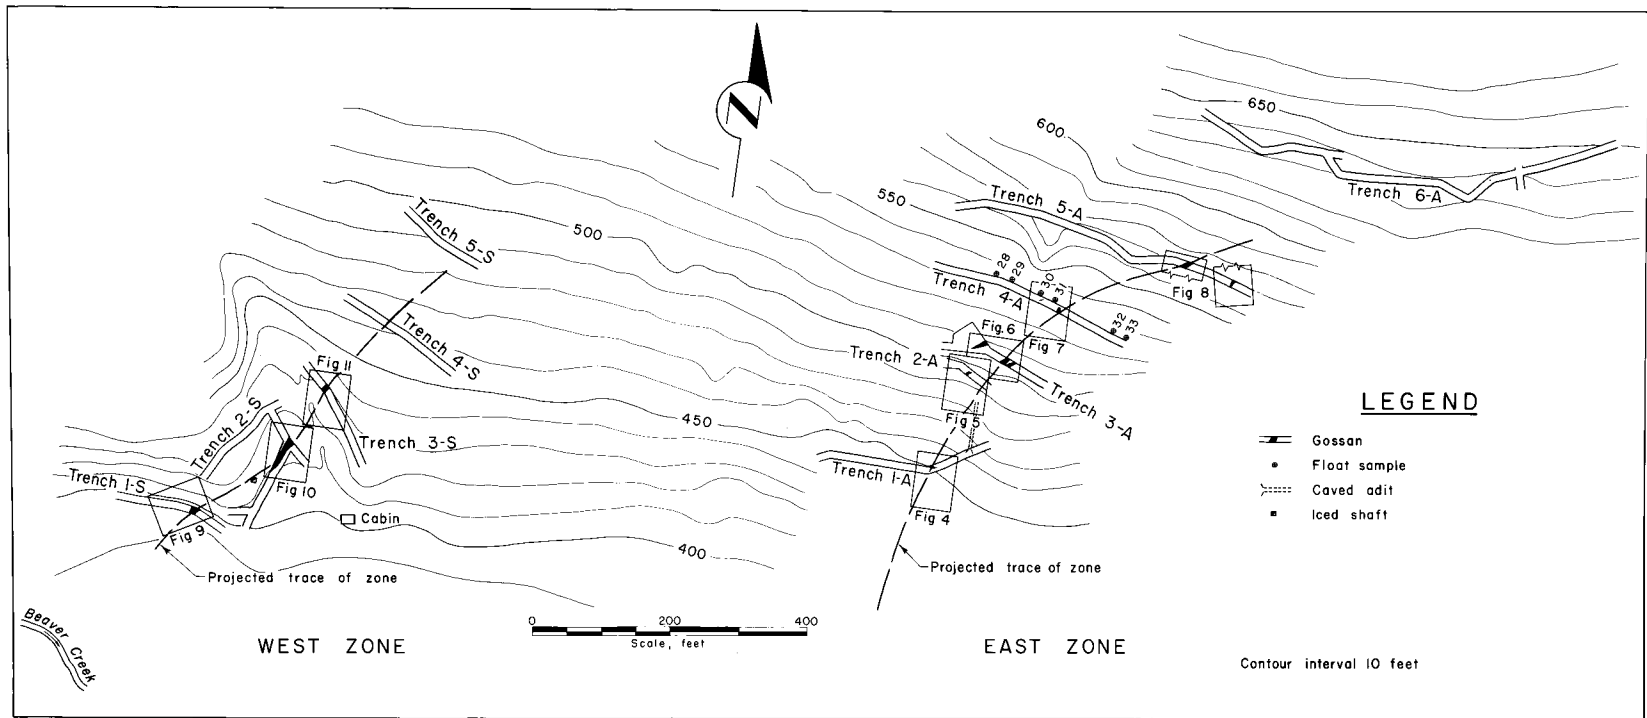 N
650
600
550
500
450
400
Trench 6-A
Trench 5-A
Trench 5-S
28
29
30
31
32
33
Trench 4-A
Fig 8
Fig. 6
Fig 7
Trench 2-A
Trench 3-A
Fig 5
Trench 4-S
Fig 11
Trench 2-S
Trench 3-S
Trench 1-S
Fig 10
Fig 9
Cabin
Trench 1-A
Fig 4
Projected trace of zone
Projected trace of zone
Beaver Creek
WEST ZONE
0 200 400
Scale, feet
EAST ZONE
LEGEND
Gossan
Float sample
Caved adit
Iced shaft
Contour interval 10 feet